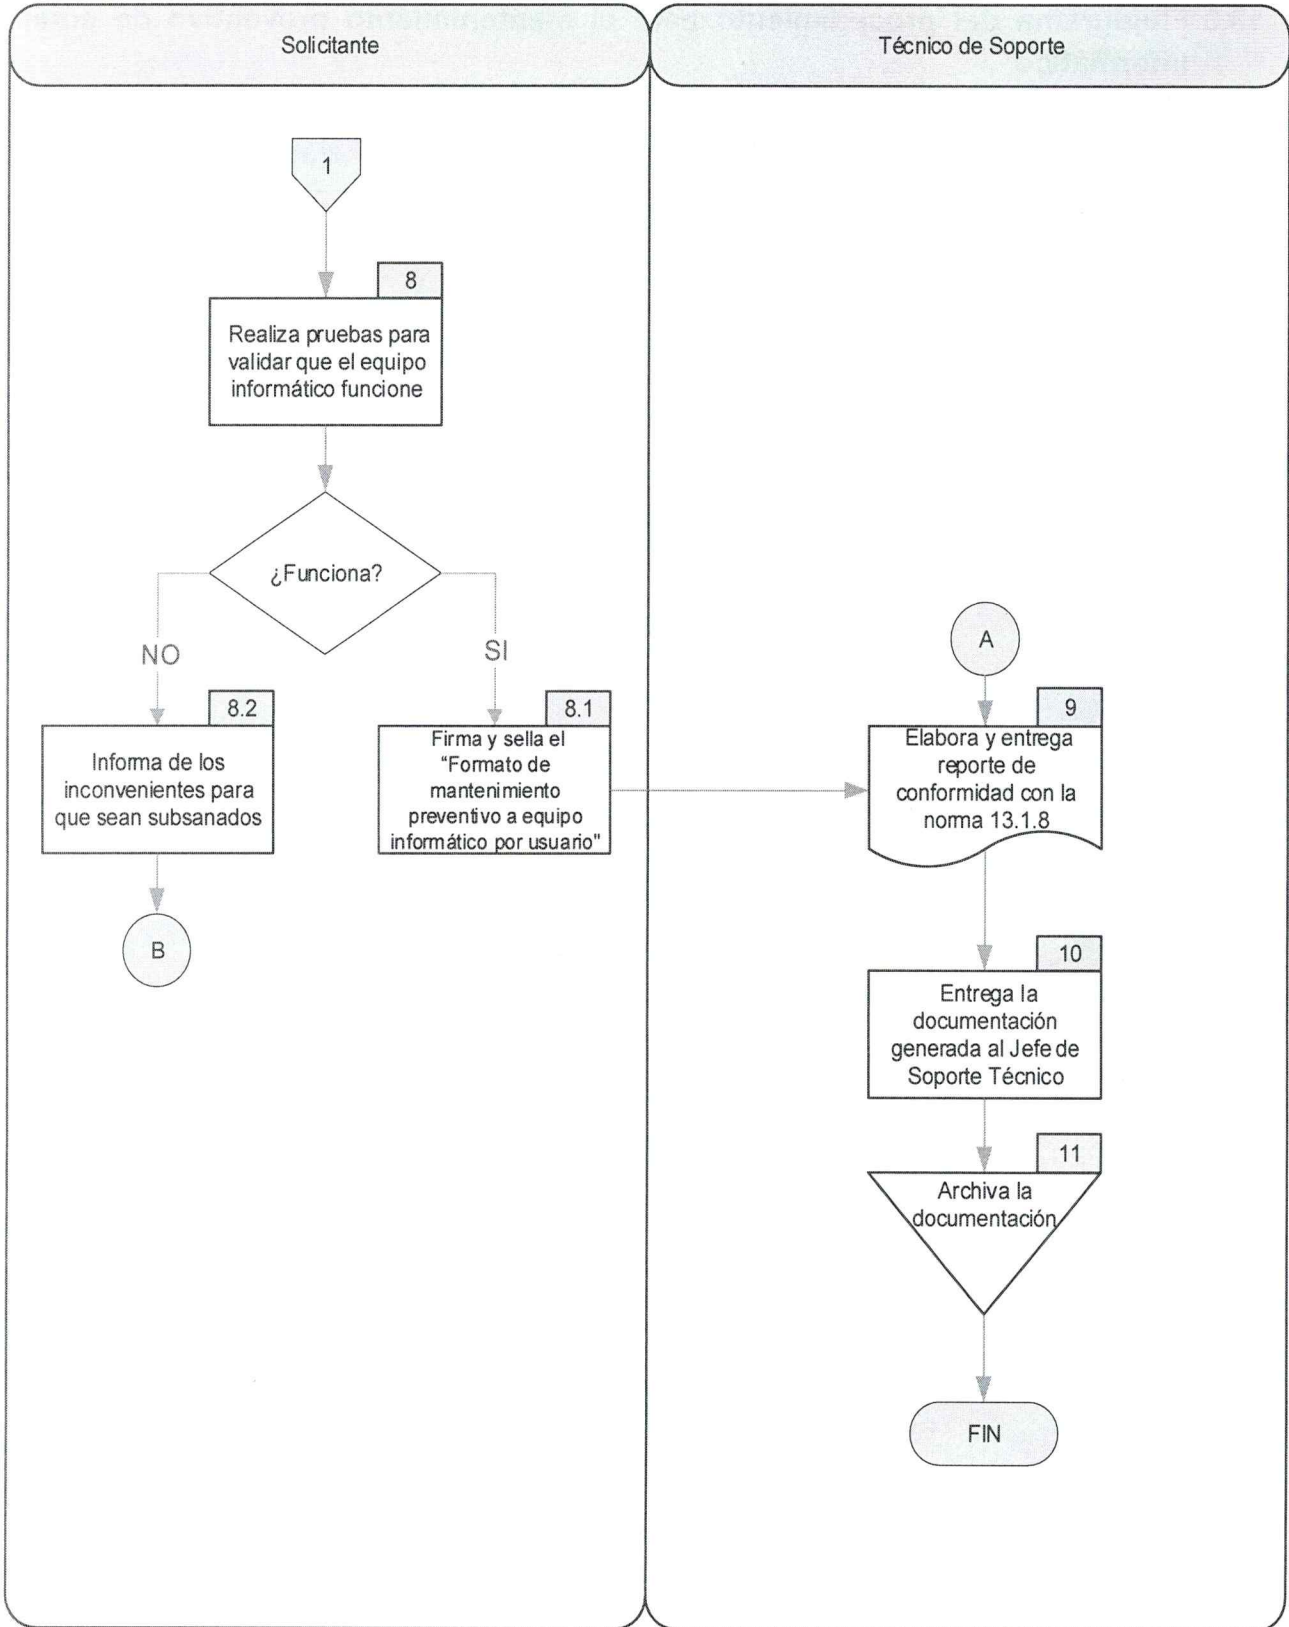 Solicitante
Técnico de Soporte
1
8
Realiza pruebas para
validar que el equipo
informático funcione
¿Funciona?
NO
SI
8.2
Informa de los
inconvenientes para
que sean subsanados
B
8.1
Firma y sella el
“Formato de
mantenimiento
preventivo a equipo
informático por usuario"
A
9
Elabora y entrega
reporte de
conformidad con la
norma 13.1.8
10
Entrega la
documentación
generada al Jefe de
Soporte Técnico
11
Archiva la
documentación
FIN